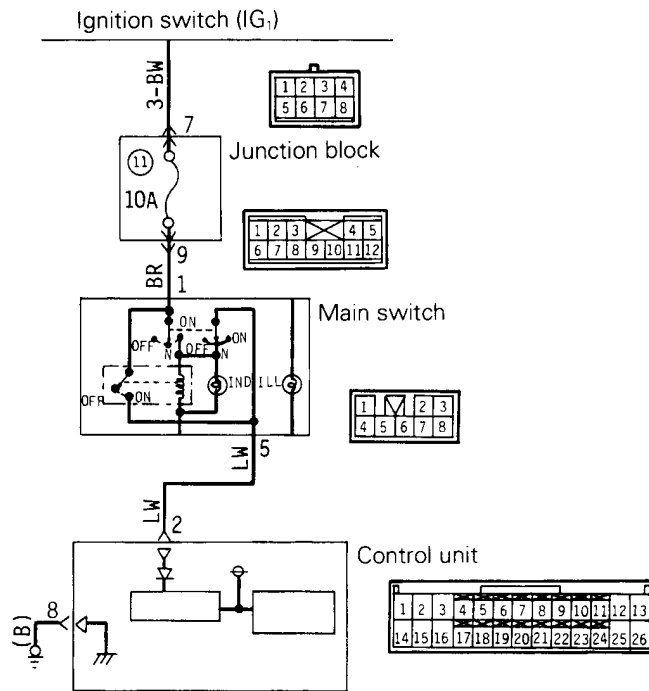 Ignition switch (IG₁)
3-BW
1 2 3 4
5 6 7 8
7
Junction block
11
10A
1 2 3 4 5
6 7 8 9 10 11 12
9
BR
1
Main switch
ON
OFF N OFF N ON
IND ILL
OFF ON
1 2 3
4 5 6 7 8
5
LW
LW
2
Control unit
8
(B)
1 2 3 4 5 6 7 8 9 10 11 12 13
14 15 16 17 18 19 20 21 22 23 24 25 26